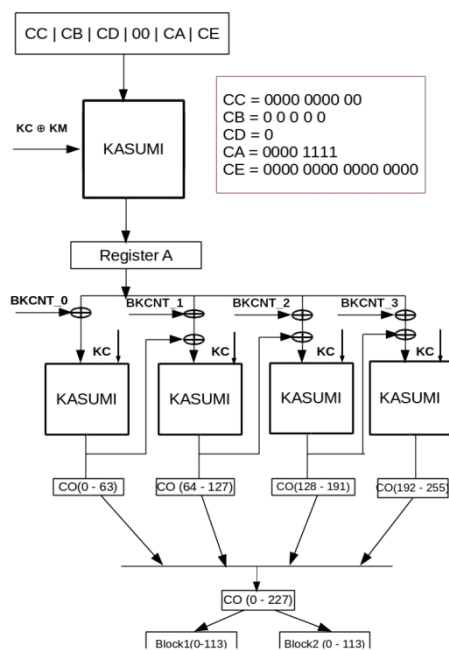 CC | CB | CD | 00 | CA | CE
CC = 0000 0000 00
CB = 0 0 0 0 0
CD = 0
CA = 0000 1111
CE = 0000 0000 0000 0000
KC ⊕ KM
KASUMI
Register A
BKCNT_0
BKCNT_1
BKCNT_2
BKCNT_3
KC
KC
KC
KC
KASUMI
KASUMI
KASUMI
KASUMI
CO(0 - 63)
CO (64 - 127)
CO(128 - 191)
CO(192 - 255)
CO (0 - 227)
Block1(0-113)
Block2 (0 - 113)